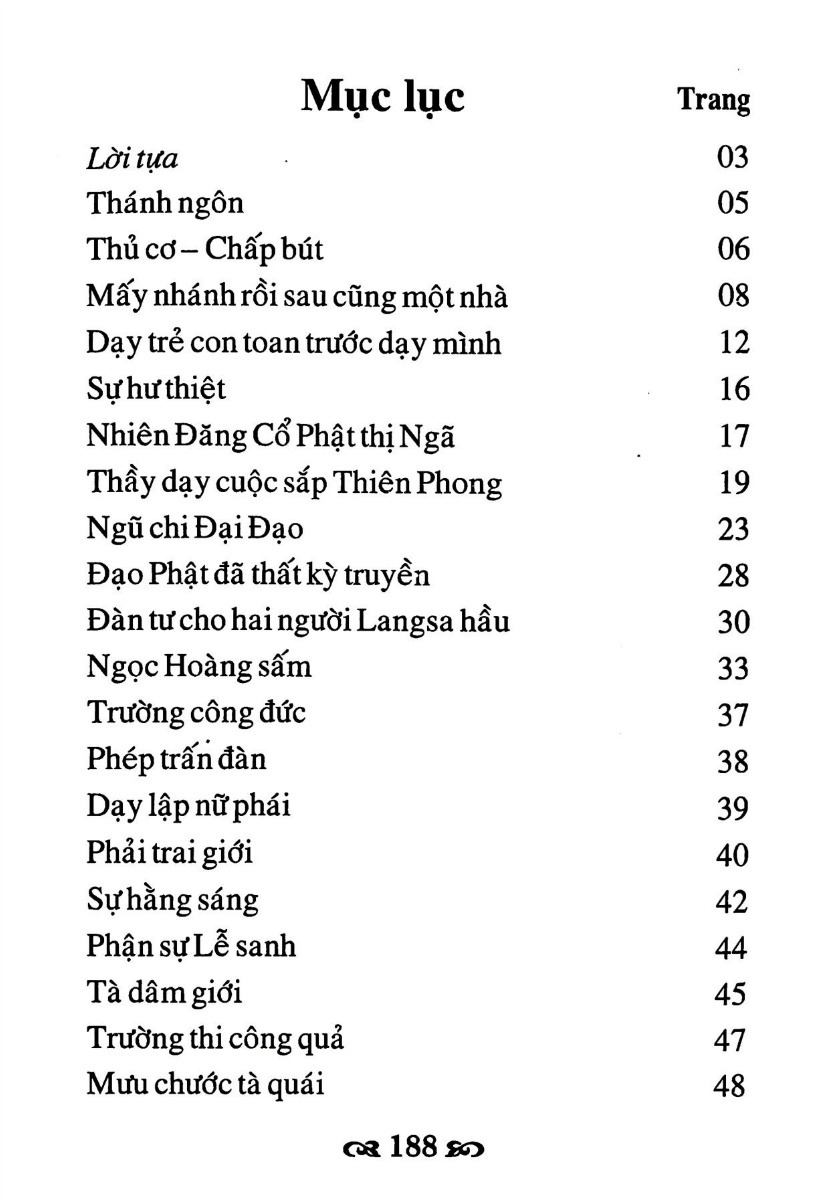 Mục lục Trang
Lời tựa 03
Thánh ngôn 05
Thủ cơ – Chấp bút 06
Mấy nhánh rồi sau cũng một nhà 08
Dạy trẻ con toan trước dạy mình 12
Sự hư thiệt 16
Nhiên Đăng Cổ Phật thị Ngã 17
Thầy dạy cuộc sắp Thiên Phong 19
Ngũ chi Đại Đạo 23
Đạo Phật đã thất kỳ truyền 28
Đàn tư cho hai người Langsa hầu 30
Ngọc Hoàng sấm 33
Trường công đức 37
Phép trấn đàn 38
Dạy lập nữ phái 39
Phải trai giới 40
Sự hằng sáng 42
Phận sự Lễ sanh 44
Tà dâm giới 45
Trường thi công quả 47
Mưu chước tà quái 48
188